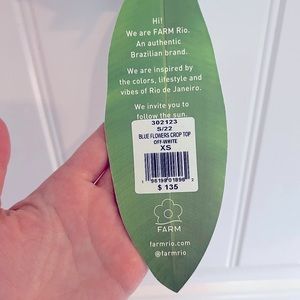 Hi!
We are FARM Rio.
An authentic
Brazilian brand.
We are inspired by
the colors, lifestyle and
vibes of Rio de Janeiro.
We invite you to
follow the sun.
302123
S/22
BLUE FLOWERS CROP TOP
OFF-WHITE
XS
$ 135
FARM
farmrio.com
@farmrio